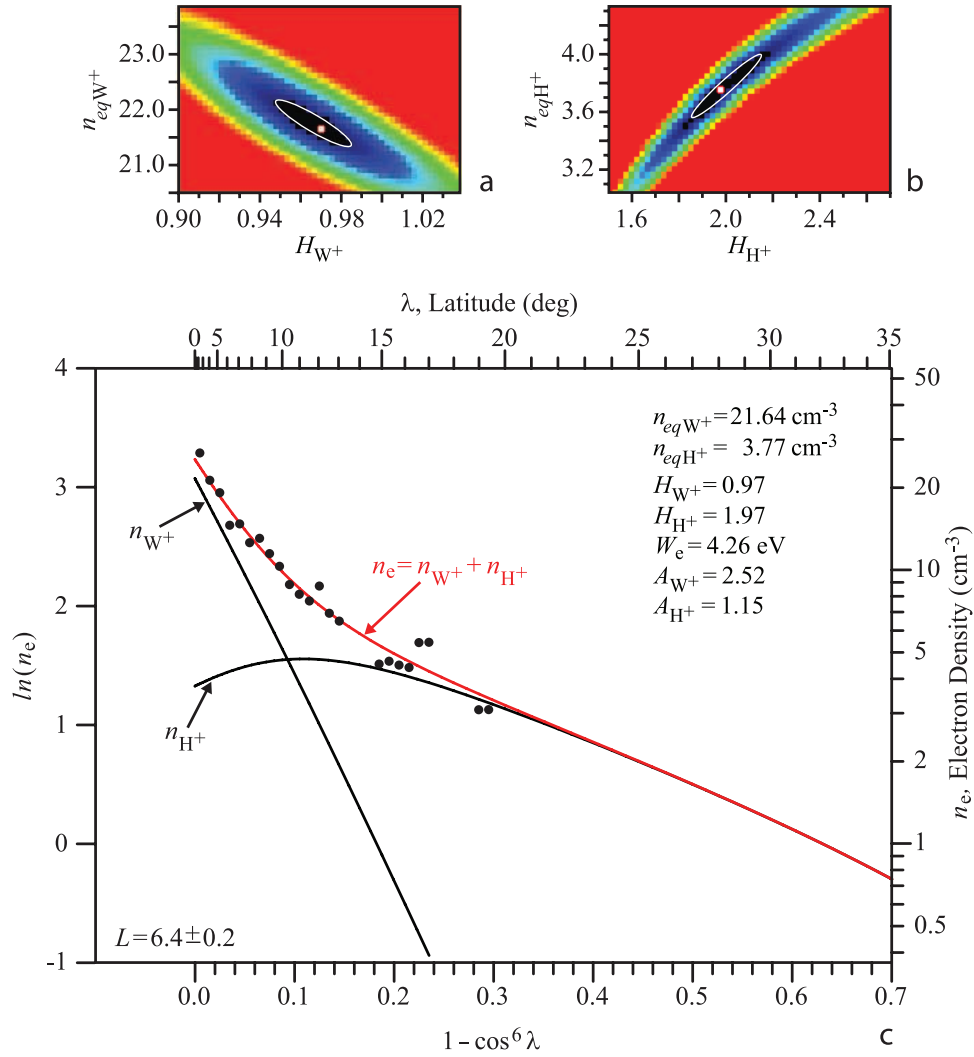 23.0
22.0
21.0
n_eqW⁺
0.90 0.94 0.98 1.02
H_W⁺
a
4.0
3.6
3.2
n_eqH⁺
1.6 2.0 2.4
H_H⁺
b
λ, Latitude (deg)
0 5 10 15 20 25 30 35
4
3
2
1
0
-1
ln(n_e)
50
20
10
5
2
1
0.5
n_e, Electron Density (cm⁻³)
n_eqW⁺ = 21.64 cm⁻³
n_eqH⁺ = 3.77 cm⁻³
H_W⁺ = 0.97
H_H⁺ = 1.97
W_e = 4.26 eV
A_W⁺ = 2.52
A_H⁺ = 1.15
n_W⁺
n_e = n_W⁺ + n_H⁺
n_H⁺
L = 6.4 ± 0.2
0.0 0.1 0.2 0.3 0.4 0.5 0.6 0.7
1 – cos⁶ λ
c